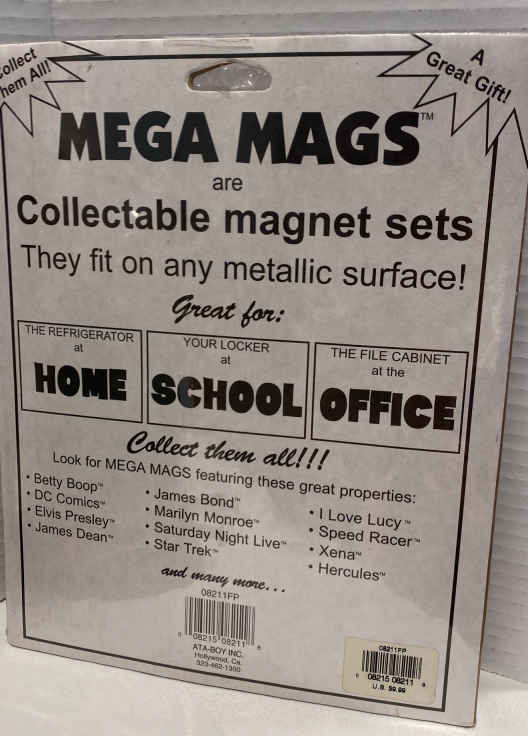 Collect
them All!
A
Great Gift!
MEGA MAGS™
are
Collectable magnet sets
They fit on any metallic surface!
Great for:
THE REFRIGERATOR
at
HOME
YOUR LOCKER
at
SCHOOL
THE FILE CABINET
at the
OFFICE
Collect them all!!!
Look for MEGA MAGS featuring these great properties:
• Betty Boop™
• DC Comics™
• Elvis Presley™
• James Dean™
• James Bond™
• Marilyn Monroe™
• Saturday Night Live™
• Star Trek™
• I Love Lucy™
• Speed Racer™
• Xena™
• Hercules™
and many more...
08211FP
08215 08211
ATA-BOY INC.
Hollywood, Ca.
323-462-1300
08211FP
08215 08211
U.S. $9.99